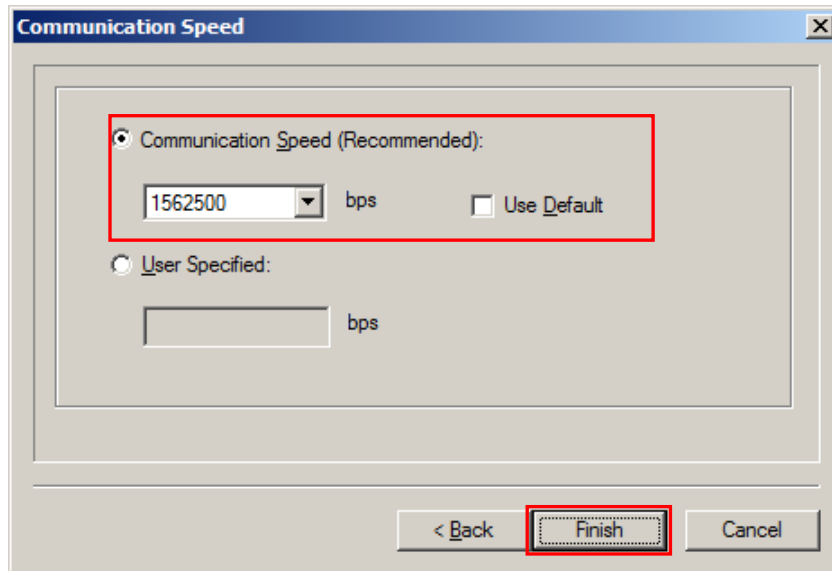 Communication Speed
Communication Speed (Recommended):
1562500 bps Use Default
User Specified:
bps
< Back Finish Cancel